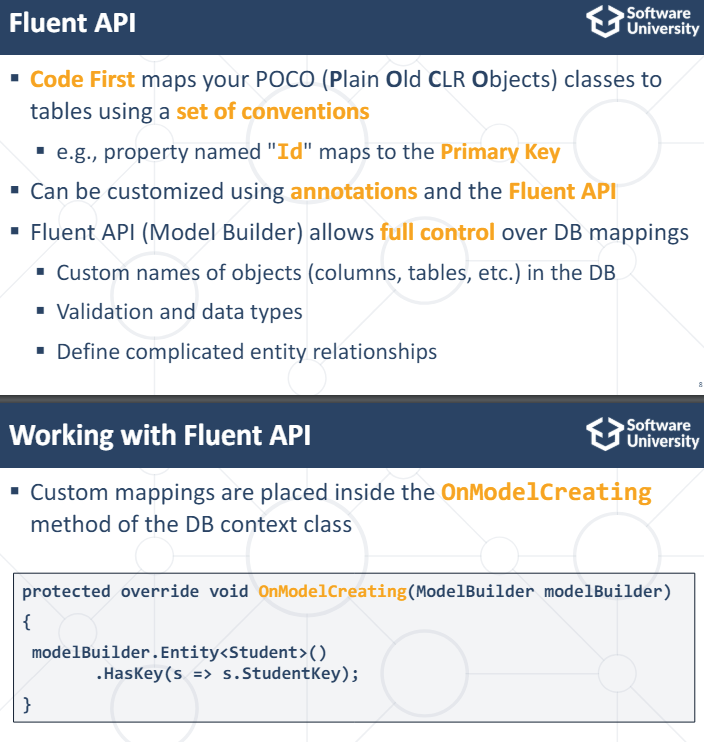 Fluent API
Software
University
▪ Code First maps your POCO (Plain Old CLR Objects) classes to
tables using a set of conventions
▪ e.g., property named "Id" maps to the Primary Key
▪ Can be customized using annotations and the Fluent API
▪ Fluent API (Model Builder) allows full control over DB mappings
▪ Custom names of objects (columns, tables, etc.) in the DB
▪ Validation and data types
▪ Define complicated entity relationships
8
Working with Fluent API
Software
University
▪ Custom mappings are placed inside the OnModelCreating
method of the DB context class
protected override void OnModelCreating(ModelBuilder modelBuilder)
{
modelBuilder.Entity<Student>()
.HasKey(s => s.StudentKey);
}